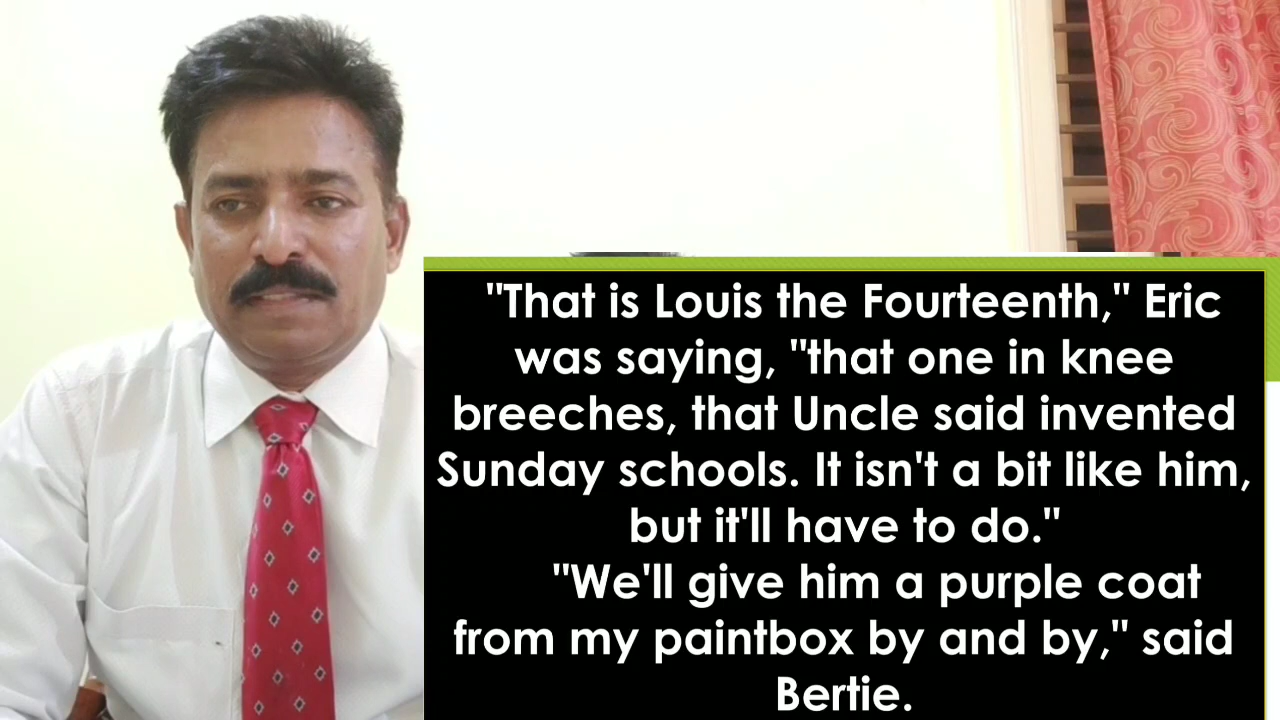 "That is Louis the Fourteenth," Eric
was saying, "that one in knee
breeches, that Uncle said invented
Sunday schools. It isn't a bit like him,
but it'll have to do."
"We'll give him a purple coat
from my paintbox by and by," said
Bertie.